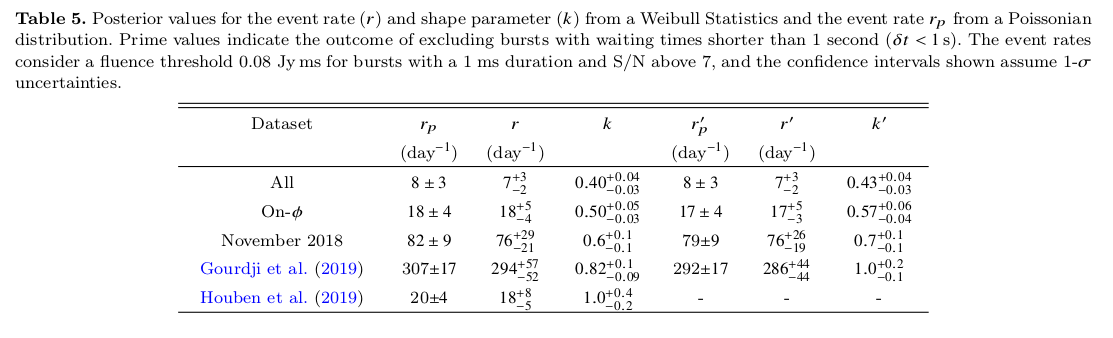 Table 5. Posterior values for the event rate (r) and shape parameter (k) from a Weibull Statistics and the event rate r_p from a Poissonian
distribution. Prime values indicate the outcome of excluding bursts with waiting times shorter than 1 second (δt < 1 s). The event rates
consider a fluence threshold 0.08 Jy ms for bursts with a 1 ms duration and S/N above 7, and the confidence intervals shown assume 1-σ
uncertainties.
Dataset r_p r k r′_p r′ k′
(day⁻¹) (day⁻¹) (day⁻¹) (day⁻¹)
All 8 ± 3 7^{+3}_{−2} 0.40^{+0.04}_{−0.03} 8 ± 3 7^{+3}_{−2} 0.43^{+0.04}_{−0.03}
On-ϕ 18 ± 4 18^{+5}_{−4} 0.50^{+0.05}_{−0.03} 17 ± 4 17^{+5}_{−3} 0.57^{+0.06}_{−0.04}
November 2018 82 ± 9 76^{+29}_{−21} 0.6^{+0.1}_{−0.1} 79±9 76^{+26}_{−19} 0.7^{+0.1}_{−0.1}
Gourdji et al. (2019) 307±17 294^{+57}_{−52} 0.82^{+0.1}_{−0.09} 292±17 286^{+44}_{−44} 1.0^{+0.2}_{−0.1}
Houben et al. (2019) 20±4 18^{+8}_{−5} 1.0^{+0.4}_{−0.2} - - -